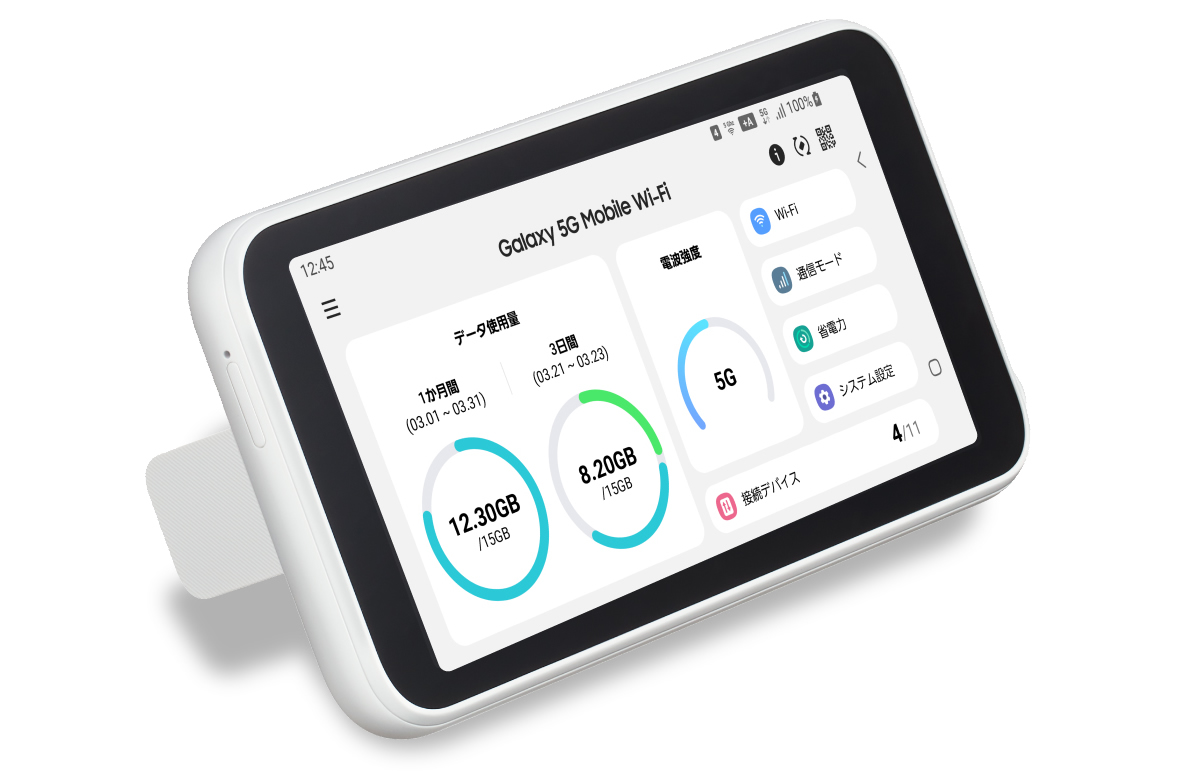 12:45
4 5 GHz +A 5G 100%
Galaxy 5G Mobile Wi-Fi
データ使用量
1か月間
(03.01 ~ 03.31)
12.30GB
/15GB
3日間
(03.21 ~ 03.23)
8.20GB
/15GB
電波強度
5G
Wi-Fi
通信モード
省電力
システム設定
接続デバイス
4/11